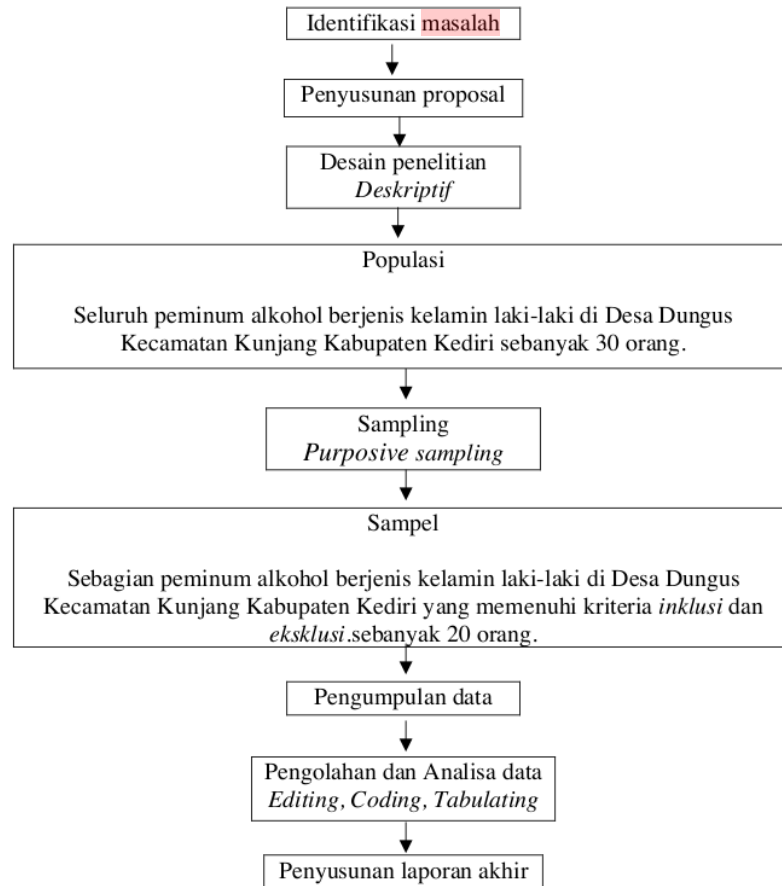 Identifikasi masalah
Penyusunan proposal
Desain penelitian
Deskriptif
Populasi
Seluruh peminum alkohol berjenis kelamin laki-laki di Desa Dungus
Kecamatan Kunjang Kabupaten Kediri sebanyak 30 orang.
Sampling
Purposive sampling
Sampel
Sebagian peminum alkohol berjenis kelamin laki-laki di Desa Dungus
Kecamatan Kunjang Kabupaten Kediri yang memenuhi kriteria inklusi dan
eksklusi.sebanyak 20 orang.
Pengumpulan data
Pengolahan dan Analisa data
Editing, Coding, Tabulating
Penyusunan laporan akhir